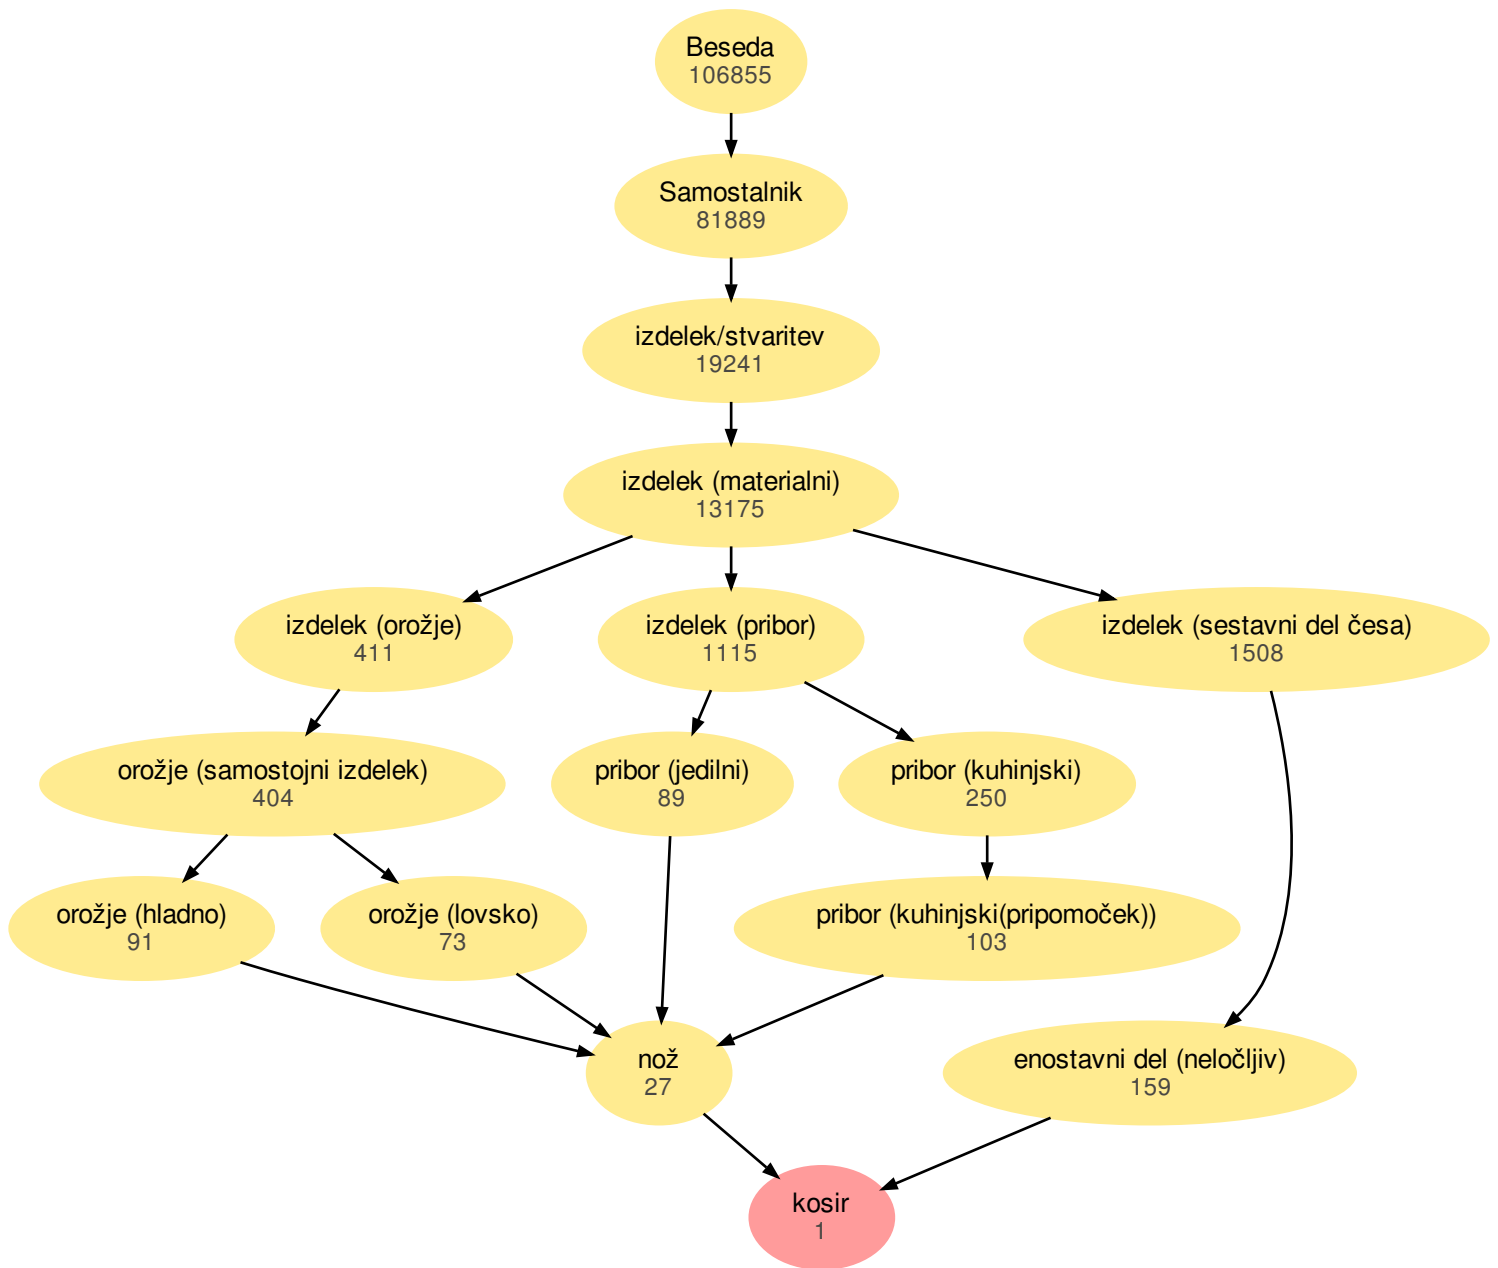 Beseda
106855
Samostalnik
81889
izdelek/stvaritev
19241
izdelek (materialni)
13175
izdelek (orožje)
411
izdelek (pribor)
1115
izdelek (sestavni del česa)
1508
orožje (samostojni izdelek)
404
pribor (jedilni)
89
pribor (kuhinjski)
250
orožje (hladno)
91
orožje (lovsko)
73
pribor (kuhinjski(pripomoček))
103
nož
27
enostavni del (neločljiv)
159
kosir
1